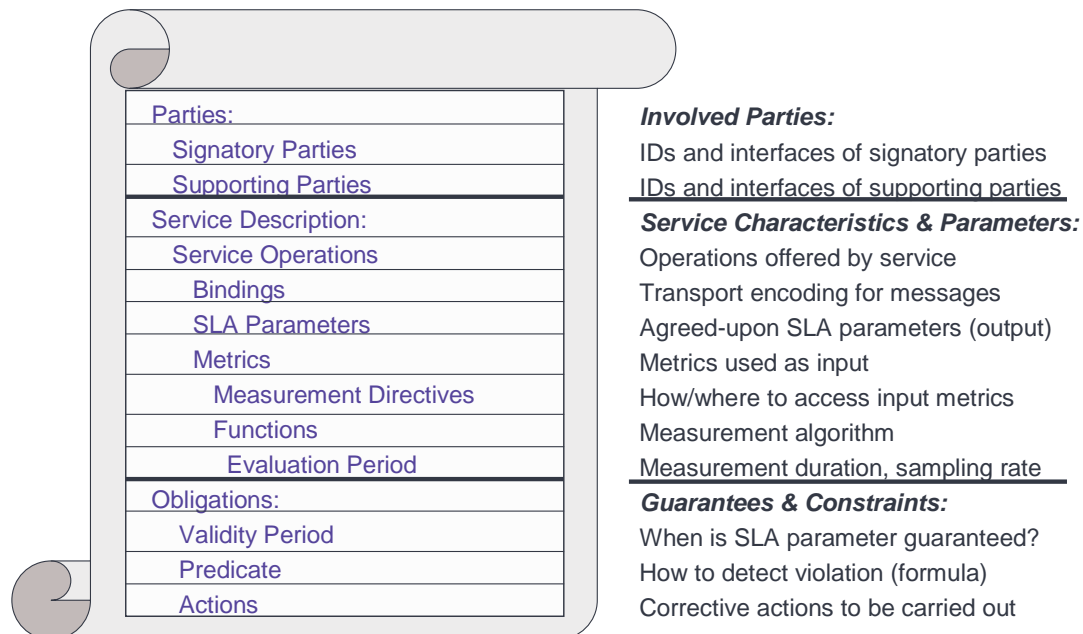 Parties:
Signatory Parties
Supporting Parties
Service Description:
Service Operations
Bindings
SLA Parameters
Metrics
Measurement Directives
Functions
Evaluation Period
Obligations:
Validity Period
Predicate
Actions
Involved Parties:
IDs and interfaces of signatory parties
IDs and interfaces of supporting parties
Service Characteristics & Parameters:
Operations offered by service
Transport encoding for messages
Agreed-upon SLA parameters (output)
Metrics used as input
How/where to access input metrics
Measurement algorithm
Measurement duration, sampling rate
Guarantees & Constraints:
When is SLA parameter guaranteed?
How to detect violation (formula)
Corrective actions to be carried out